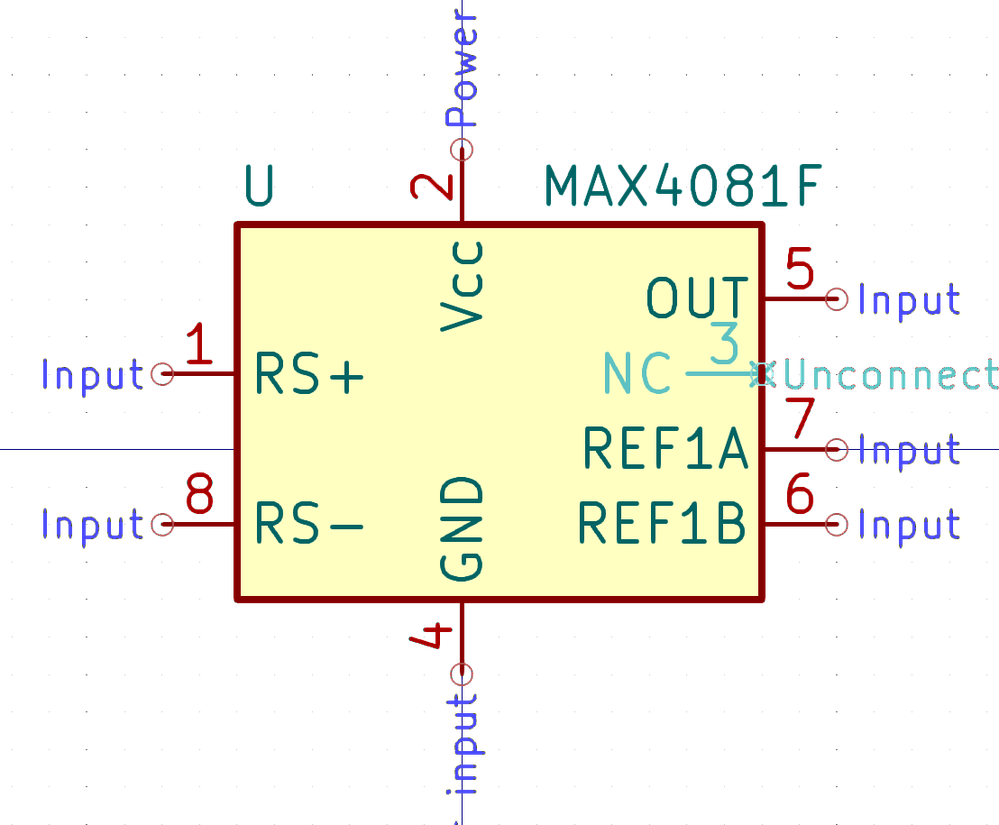 Power
U
MAX4081F
2
Vcc
OUT
5
Input
Input
1
RS+
NC
3
Unconnect
REF1A
7
Input
Input
8
RS-
GND
REF1B
6
Input
4
input